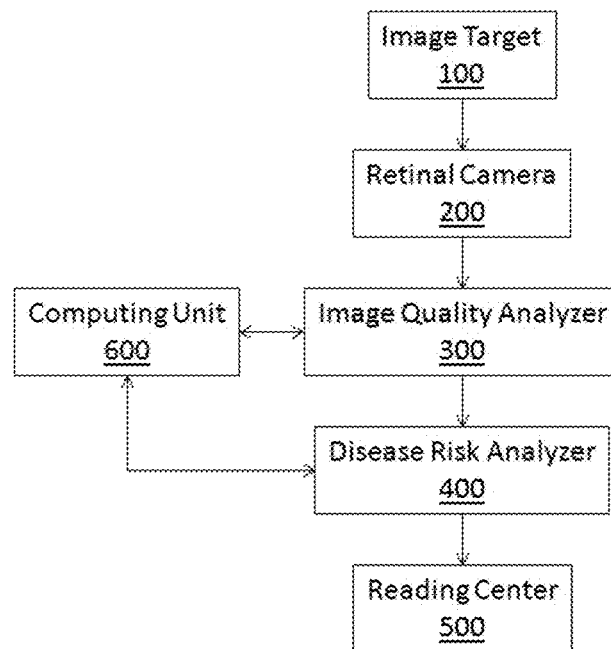 Image Target
100
Retinal Camera
200
Computing Unit
600
Image Quality Analyzer
300
Disease Risk Analyzer
400
Reading Center
500